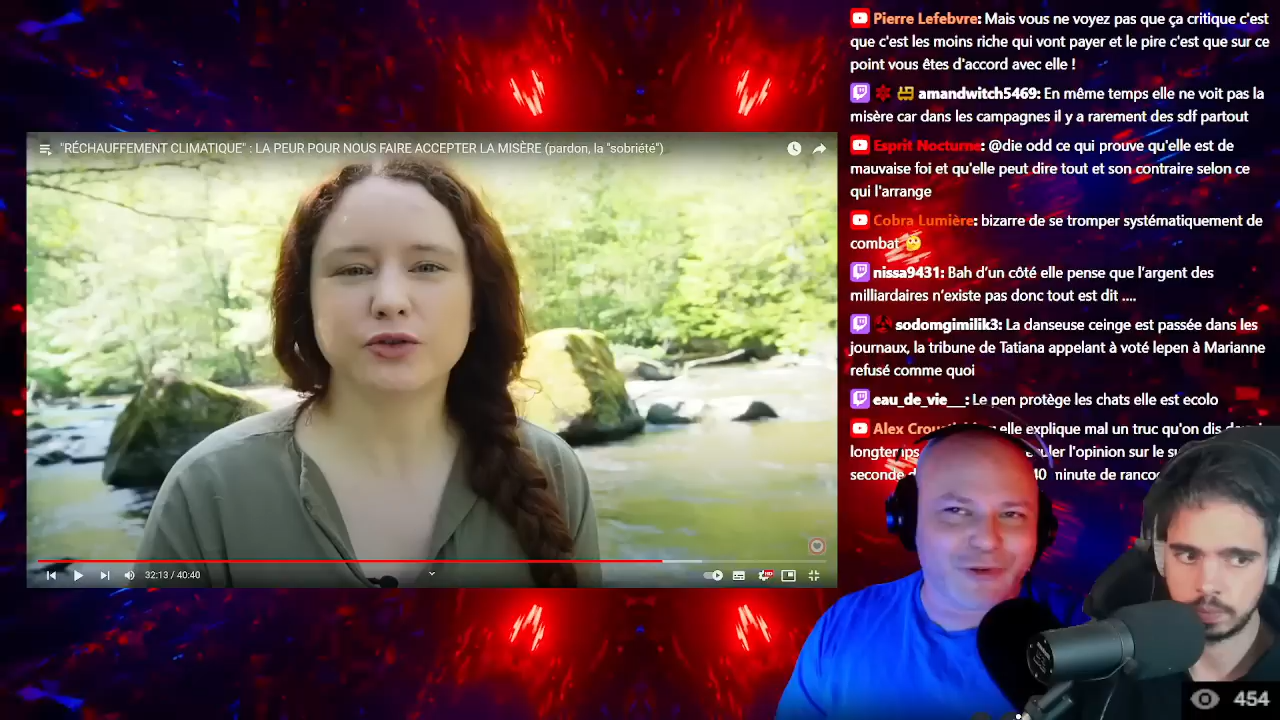 "RÉCHAUFFEMENT CLIMATIQUE" : LA PEUR POUR NOUS FAIRE ACCEPTER LA MISÈRE (pardon, la "sobriété")
32:13 / 40:40
HD
Pierre Lefebvre: Mais vous ne voyez pas que ça critique c'est
que c'est les moins riche qui vont payer et le pire c'est que sur ce
point vous êtes d'accord avec elle !
amandwitch5469: En même temps elle ne voit pas la
misère car dans les campagnes il y a rarement des sdf partout
Esprit Nocturne: @die odd ce qui prouve qu'elle est de
mauvaise foi et qu'elle peut dire tout et son contraire selon ce
qui l'arrange
Cobra Lumière: bizarre de se tromper systématiquement de
combat
nissa9431: Bah d'un côté elle pense que l'argent des
milliardaires n'existe pas donc tout est dit ....
sodomgimilik3: La danseuse ceinge est passée dans les
journaux, la tribune de Tatiana appelant à voté lepen à Marianne
refusé comme quoi
eau_de_vie___: Le pen protège les chats elle est ecolo
Alex elle explique mal un truc qu'on dis
longtemps l'opinion sur le
seconde 40 minute de
454